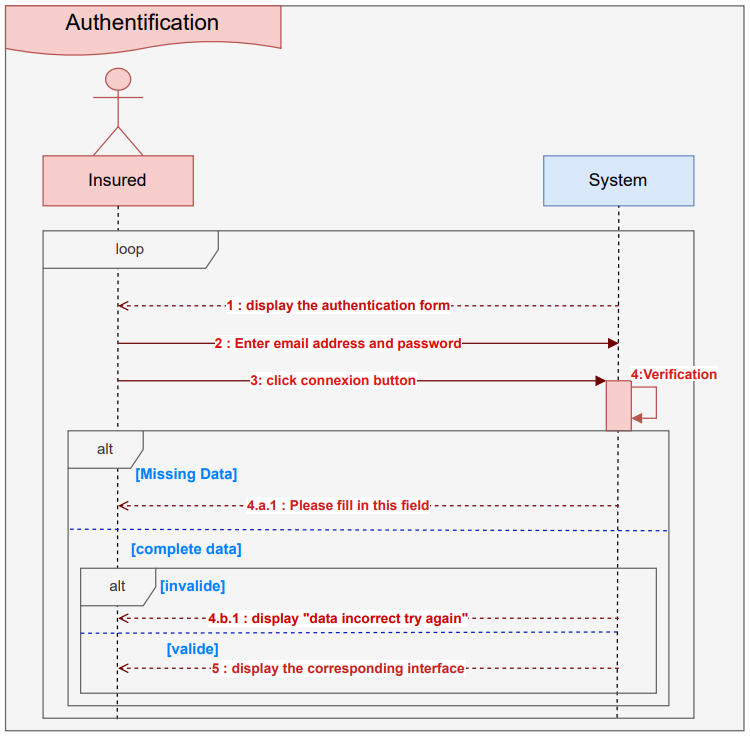 Authentification
Insured
System
loop
1 : display the authentication form
2 : Enter email address and password
3: click connexion button
4:Verification
alt
[Missing Data]
4.a.1 : Please fill in this field
[complete data]
alt
[invalide]
4.b.1 : display "data incorrect try again"
[valide]
5 : display the corresponding interface